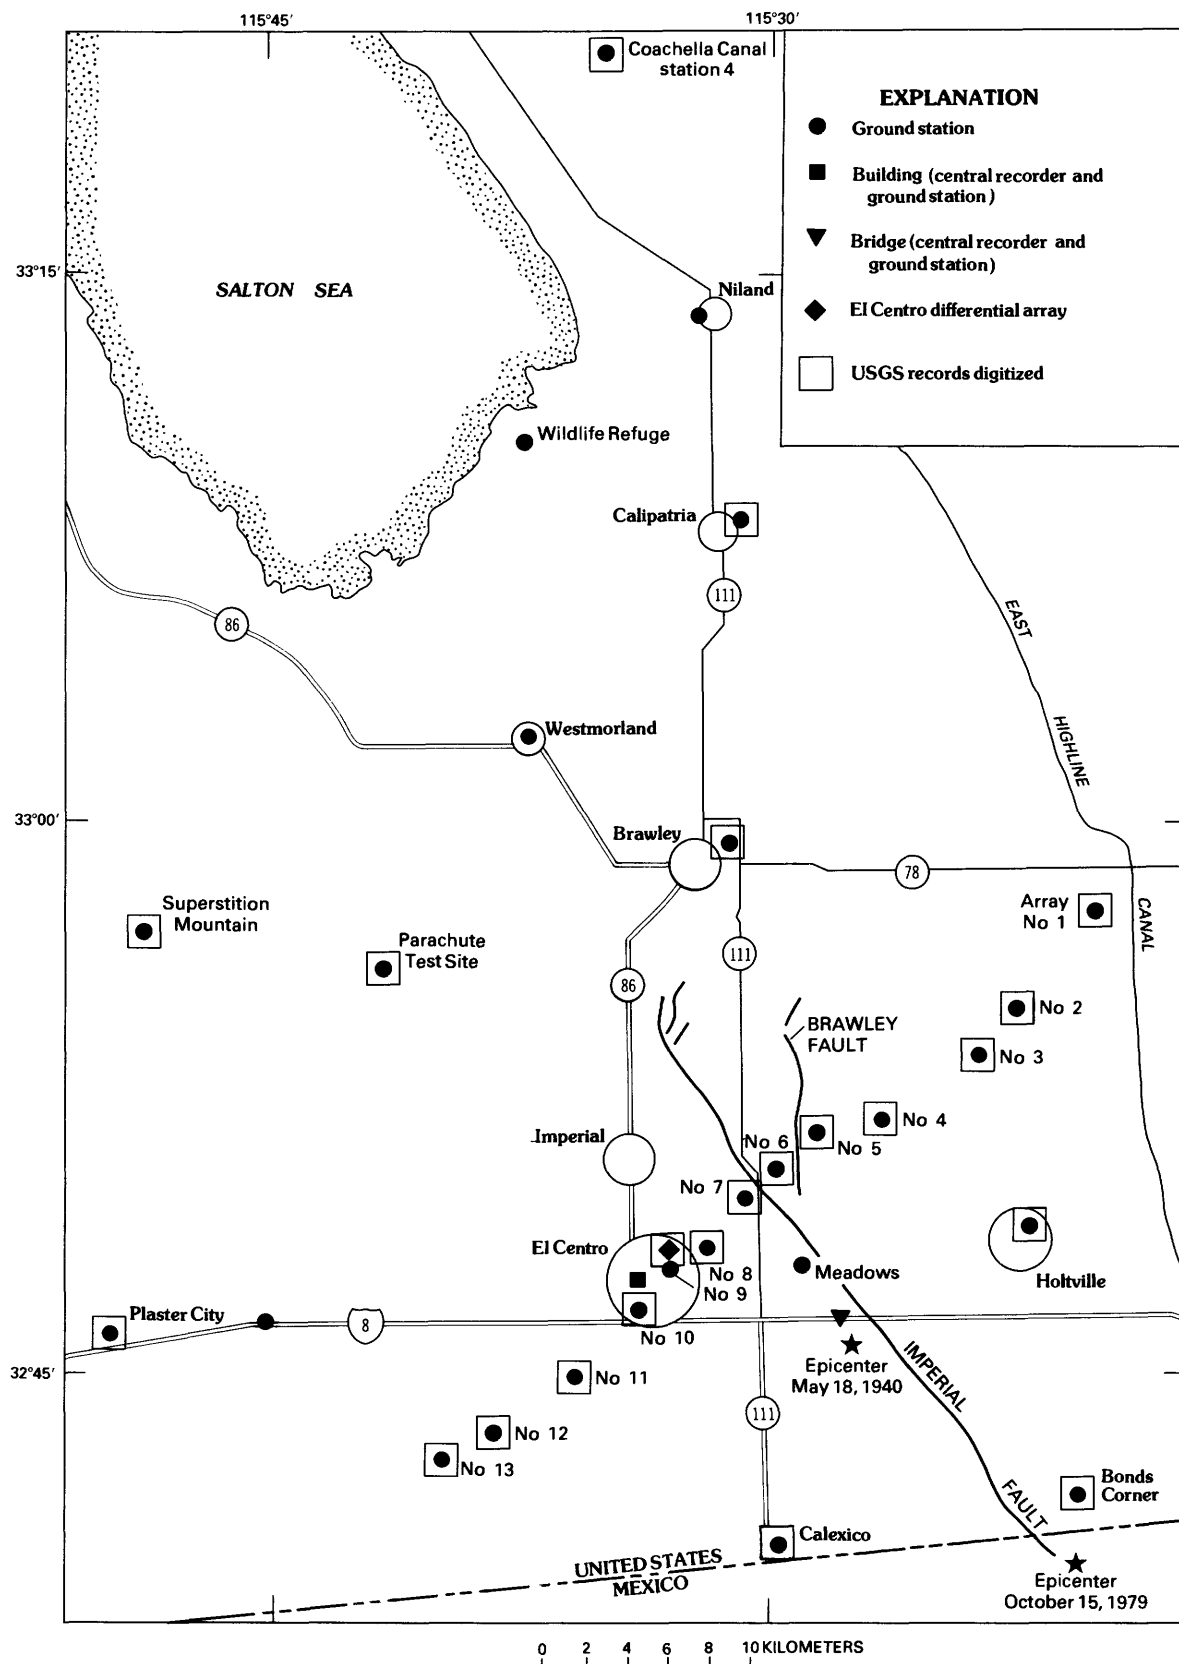 115°45'
115°30'
Coachella Canal
station 4
EXPLANATION
Ground station
Building (central recorder and
ground station)
Bridge (central recorder and
ground station)
El Centro differential array
USGS records digitized
33°15'
SALTON SEA
Niland
Wildlife Refuge
Calipatria
111
86
EAST
HIGHLINE
CANAL
Westmorland
33°00'
Brawley
78
Superstition
Mountain
Parachute
Test Site
Array
No 1
111
86
No 2
BRAWLEY
FAULT
No 3
No 4
No 5
Imperial
No 6
No 7
El Centro
No 8
No 9
Meadows
Holtville
Plaster City
8
No 10
32°45'
Epicenter
May 18, 1940
IMPERIAL
FAULT
No 11
111
No 12
No 13
Bonds
Corner
Calexico
UNITED STATES
MEXICO
Epicenter
October 15, 1979
0 2 4 6 8 10 KILOMETERS